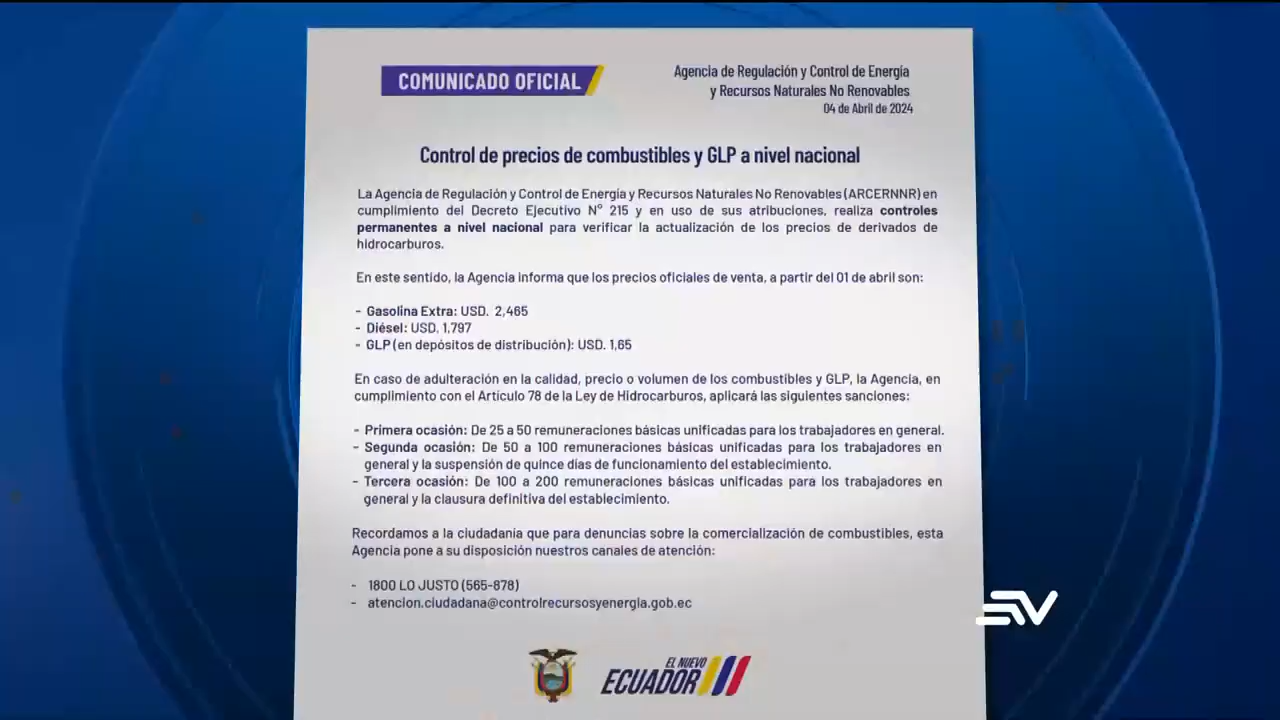 COMUNICADO OFICIAL
Agencia de Regulación y Control de Energía
y Recursos Naturales No Renovables
04 de Abril de 2024
Control de precios de combustibles y GLP a nivel nacional
La Agencia de Regulación y Control de Energía y Recursos Naturales No Renovables (ARCERNNR) en
cumplimiento del Decreto Ejecutivo N° 215 y en uso de sus atribuciones, realiza controles
permanentes a nivel nacional para verificar la actualización de los precios de derivados de
hidrocarburos.
En este sentido, la Agencia informa que los precios oficiales de venta, a partir del 01 de abril son:
- Gasolina Extra: USD. 2,465
- Diésel: USD. 1,797
- GLP (en depósitos de distribución): USD. 1,65
En caso de adulteración en la calidad, precio o volumen de los combustibles y GLP, la Agencia, en
cumplimiento con el Artículo 78 de la Ley de Hidrocarburos, aplicará las siguientes sanciones:
- Primera ocasión: De 25 a 50 remuneraciones básicas unificadas para los trabajadores en general.
- Segunda ocasión: De 50 a 100 remuneraciones básicas unificadas para los trabajadores en
general y la suspensión de quince días de funcionamiento del establecimiento.
- Tercera ocasión: De 100 a 200 remuneraciones básicas unificadas para los trabajadores en
general y la clausura definitiva del establecimiento.
Recordamos a la ciudadanía que para denuncias sobre la comercialización de combustibles, esta
Agencia pone a su disposición nuestros canales de atención:
- 1800 LO JUSTO (565-878)
- atencion.ciudadana@controlrecursosyenergia.gob.ec
EL NUEVO
ECUADOR